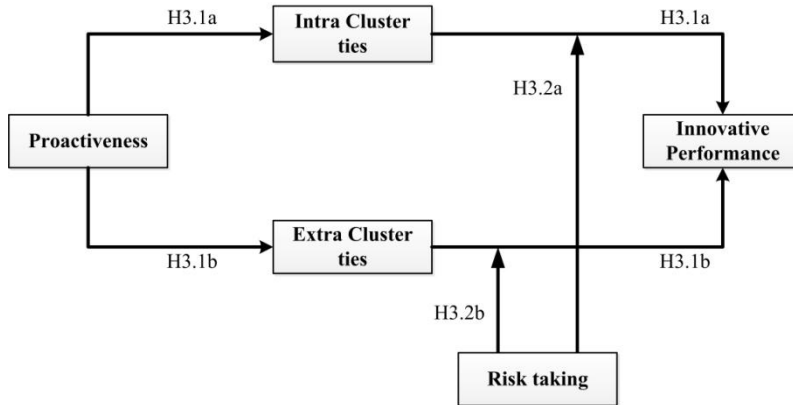 H3.1a
Intra Cluster
ties
H3.1a
H3.2a
Proactiveness
Innovative
Performance
Extra Cluster
ties
H3.1b
H3.1b
H3.2b
Risk taking